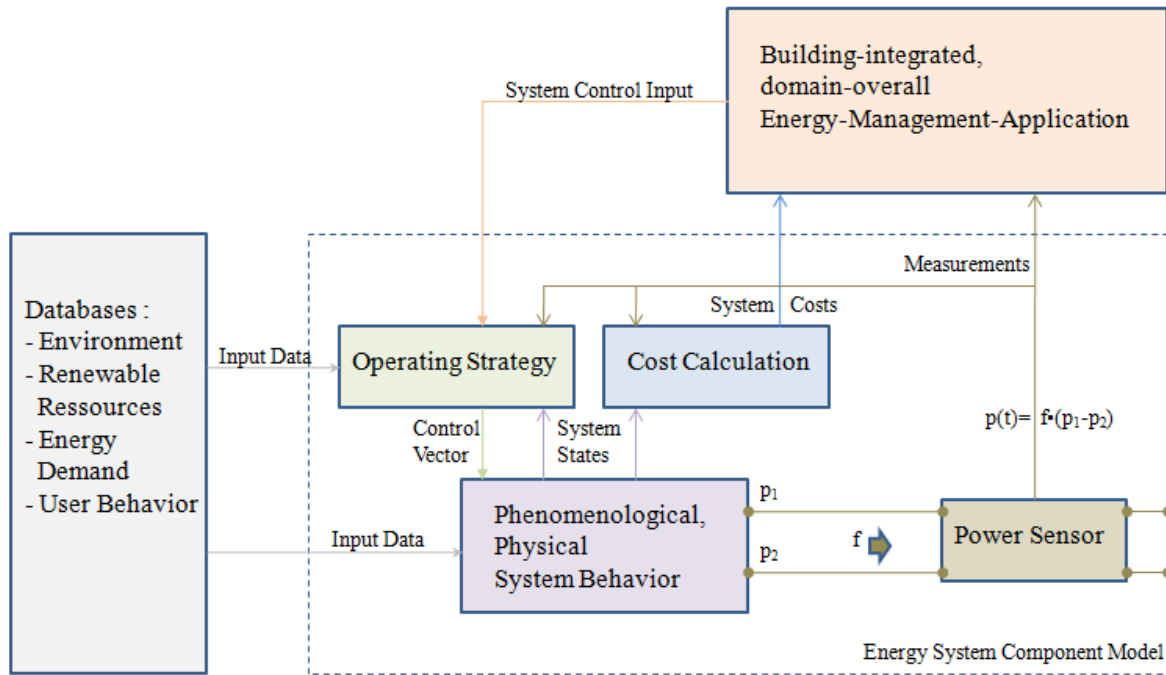 Building-integrated,
domain-overall
Energy-Management-Application
System Control Input
Measurements
System Costs
Databases :
- Environment
- Renewable
Ressources
- Energy
Demand
- User Behavior
Input Data
Operating Strategy
Cost Calculation
Control
Vector
System
States
p(t)= f•(p₁-p₂)
Input Data
Phenomenological,
Physical
System Behavior
p₁
f
p₂
Power Sensor
Energy System Component Model